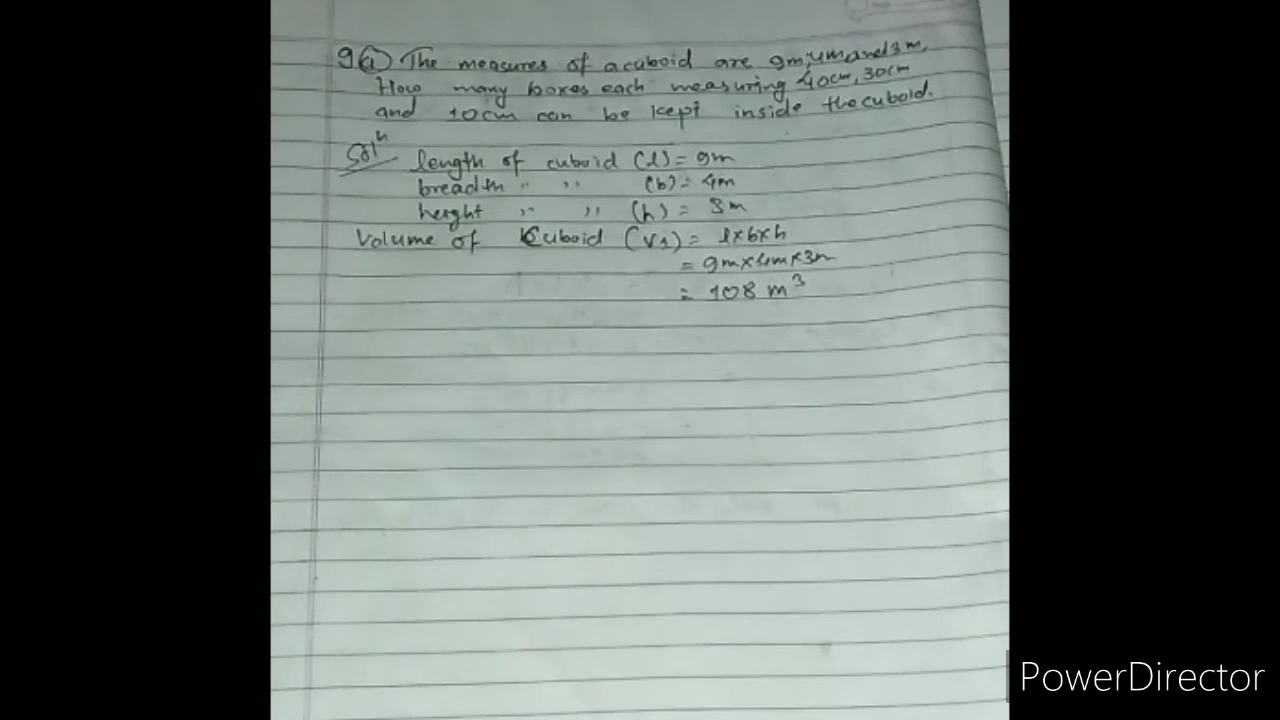 9(a) The measures of a cuboid are 9m, 4m and 3m,
How many boxes each measuring 40cm, 30cm
and 10cm can be kept inside the cuboid.
Solⁿ length of cuboid (l) = 9m
breadth " " (b) = 4m
height " " (h) = 3m
Volume of Cuboid (V1) = l×b×h
= 9m×4m×3m
= 108 m³
PowerDirector